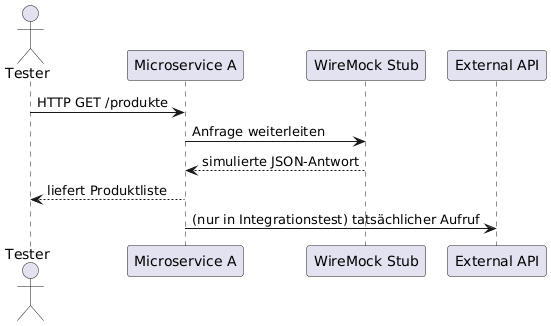 Tester
Microservice A
WireMock Stub
External API
HTTP GET /produkte
Anfrage weiterleiten
simulierte JSON-Antwort
liefert Produktliste
(nur in Integrationstest) tatsächlicher Aufruf
Tester
Microservice A
WireMock Stub
External API